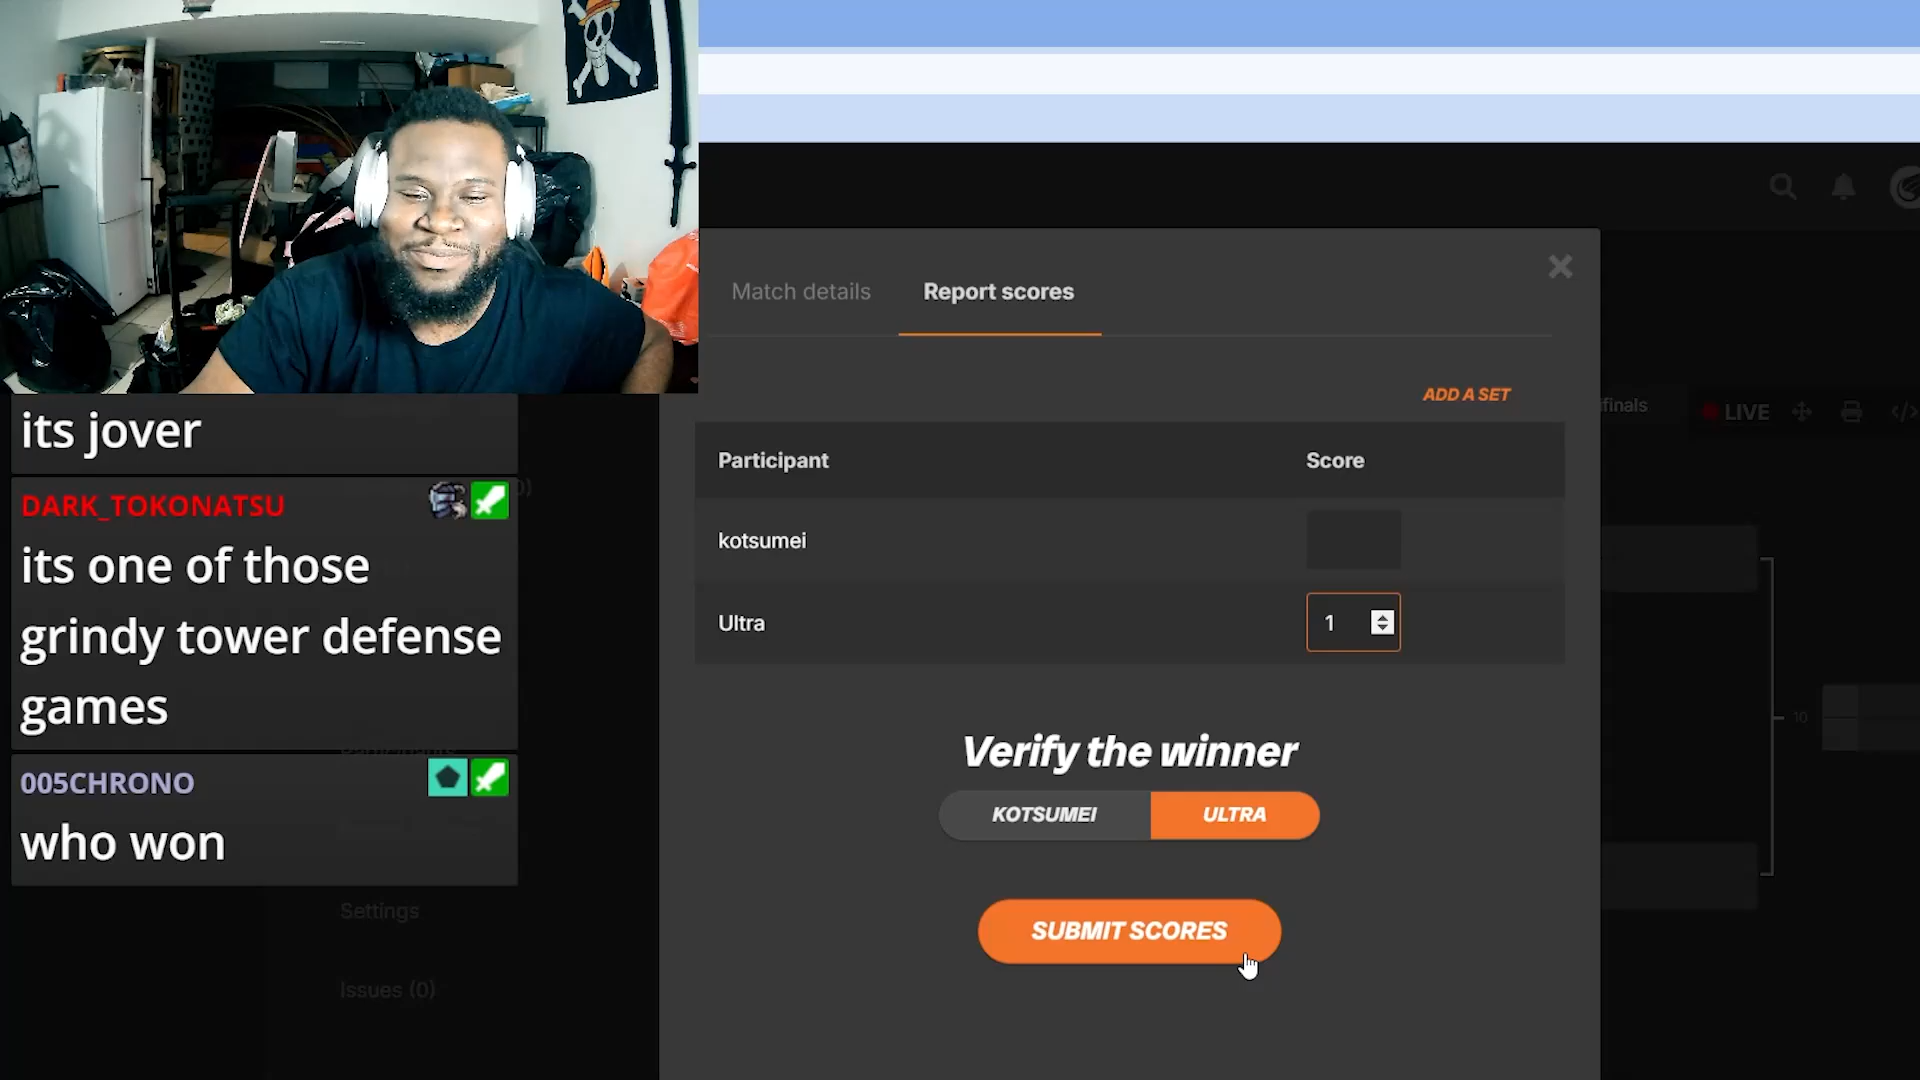 Match details
Report scores
ADD A SET
Participant
Score
kotsumei
Ultra
1
Verify the winner
KOTSUMEI
ULTRA
SUBMIT SCORES
its jover
DARK_TOKONATSU
its one of those
grindy tower defense
games
005CHRONO
who won
Settings
Issues (0)
LIVE
10